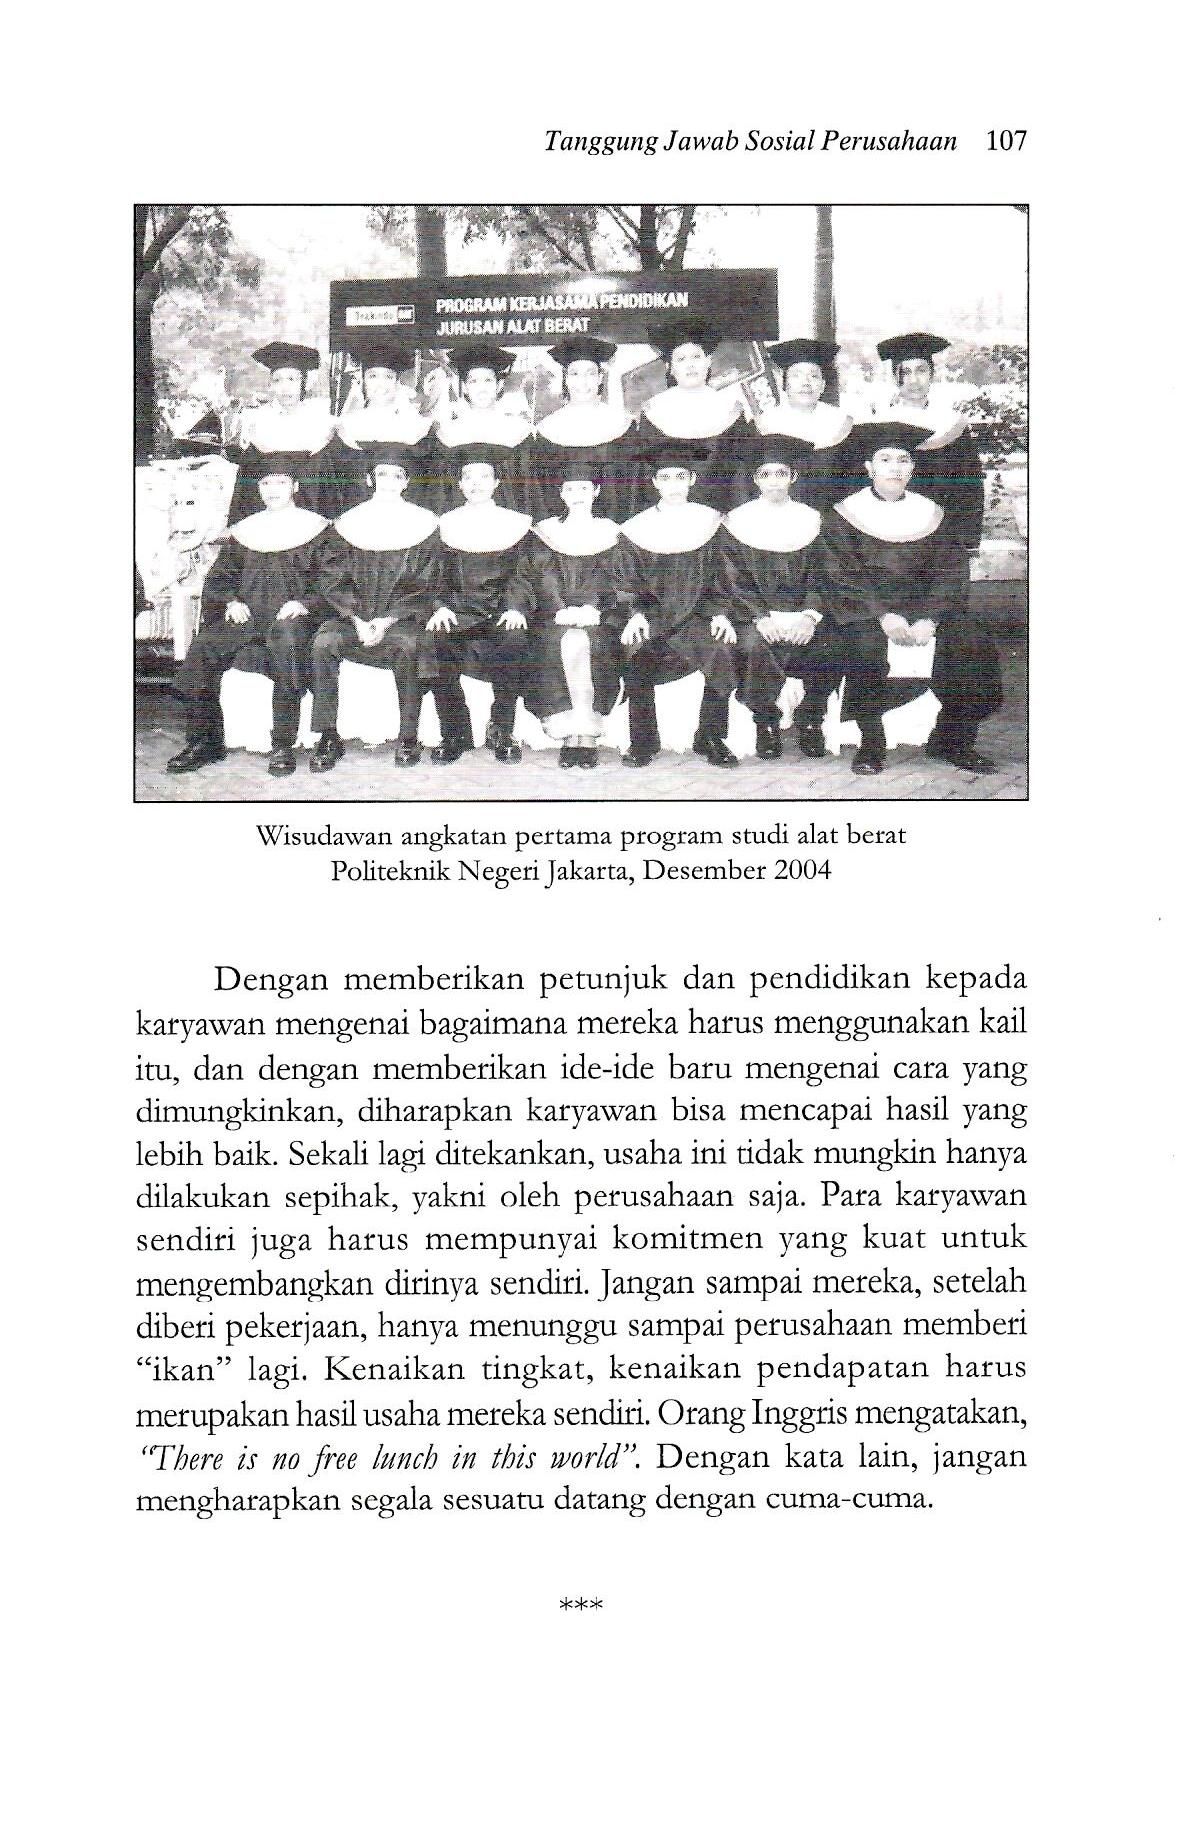 Tanggung Jawab Sosial Perusahaan 107
Trakindo CAT
PROGRAM KERJASAMA PENDIDIKAN
JURUSAN ALAT BERAT
Wisudawan angkatan pertama program studi alat berat
Politeknik Negeri Jakarta, Desember 2004
Dengan memberikan petunjuk dan pendidikan kepada
karyawan mengenai bagaimana mereka harus menggunakan kail
itu, dan dengan memberikan ide-ide baru mengenai cara yang
dimungkinkan, diharapkan karyawan bisa mencapai hasil yang
lebih baik. Sekali lagi ditekankan, usaha ini tidak mungkin hanya
dilakukan sepihak, yakni oleh perusahaan saja. Para karyawan
sendiri juga harus mempunyai komitmen yang kuat untuk
mengembangkan dirinya sendiri. Jangan sampai mereka, setelah
diberi pekerjaan, hanya menunggu sampai perusahaan memberi
“ikan” lagi. Kenaikan tingkat, kenaikan pendapatan harus
merupakan hasil usaha mereka sendiri. Orang Inggris mengatakan,
“There is no free lunch in this world”. Dengan kata lain, jangan
mengharapkan segala sesuatu datang dengan cuma-cuma.
***